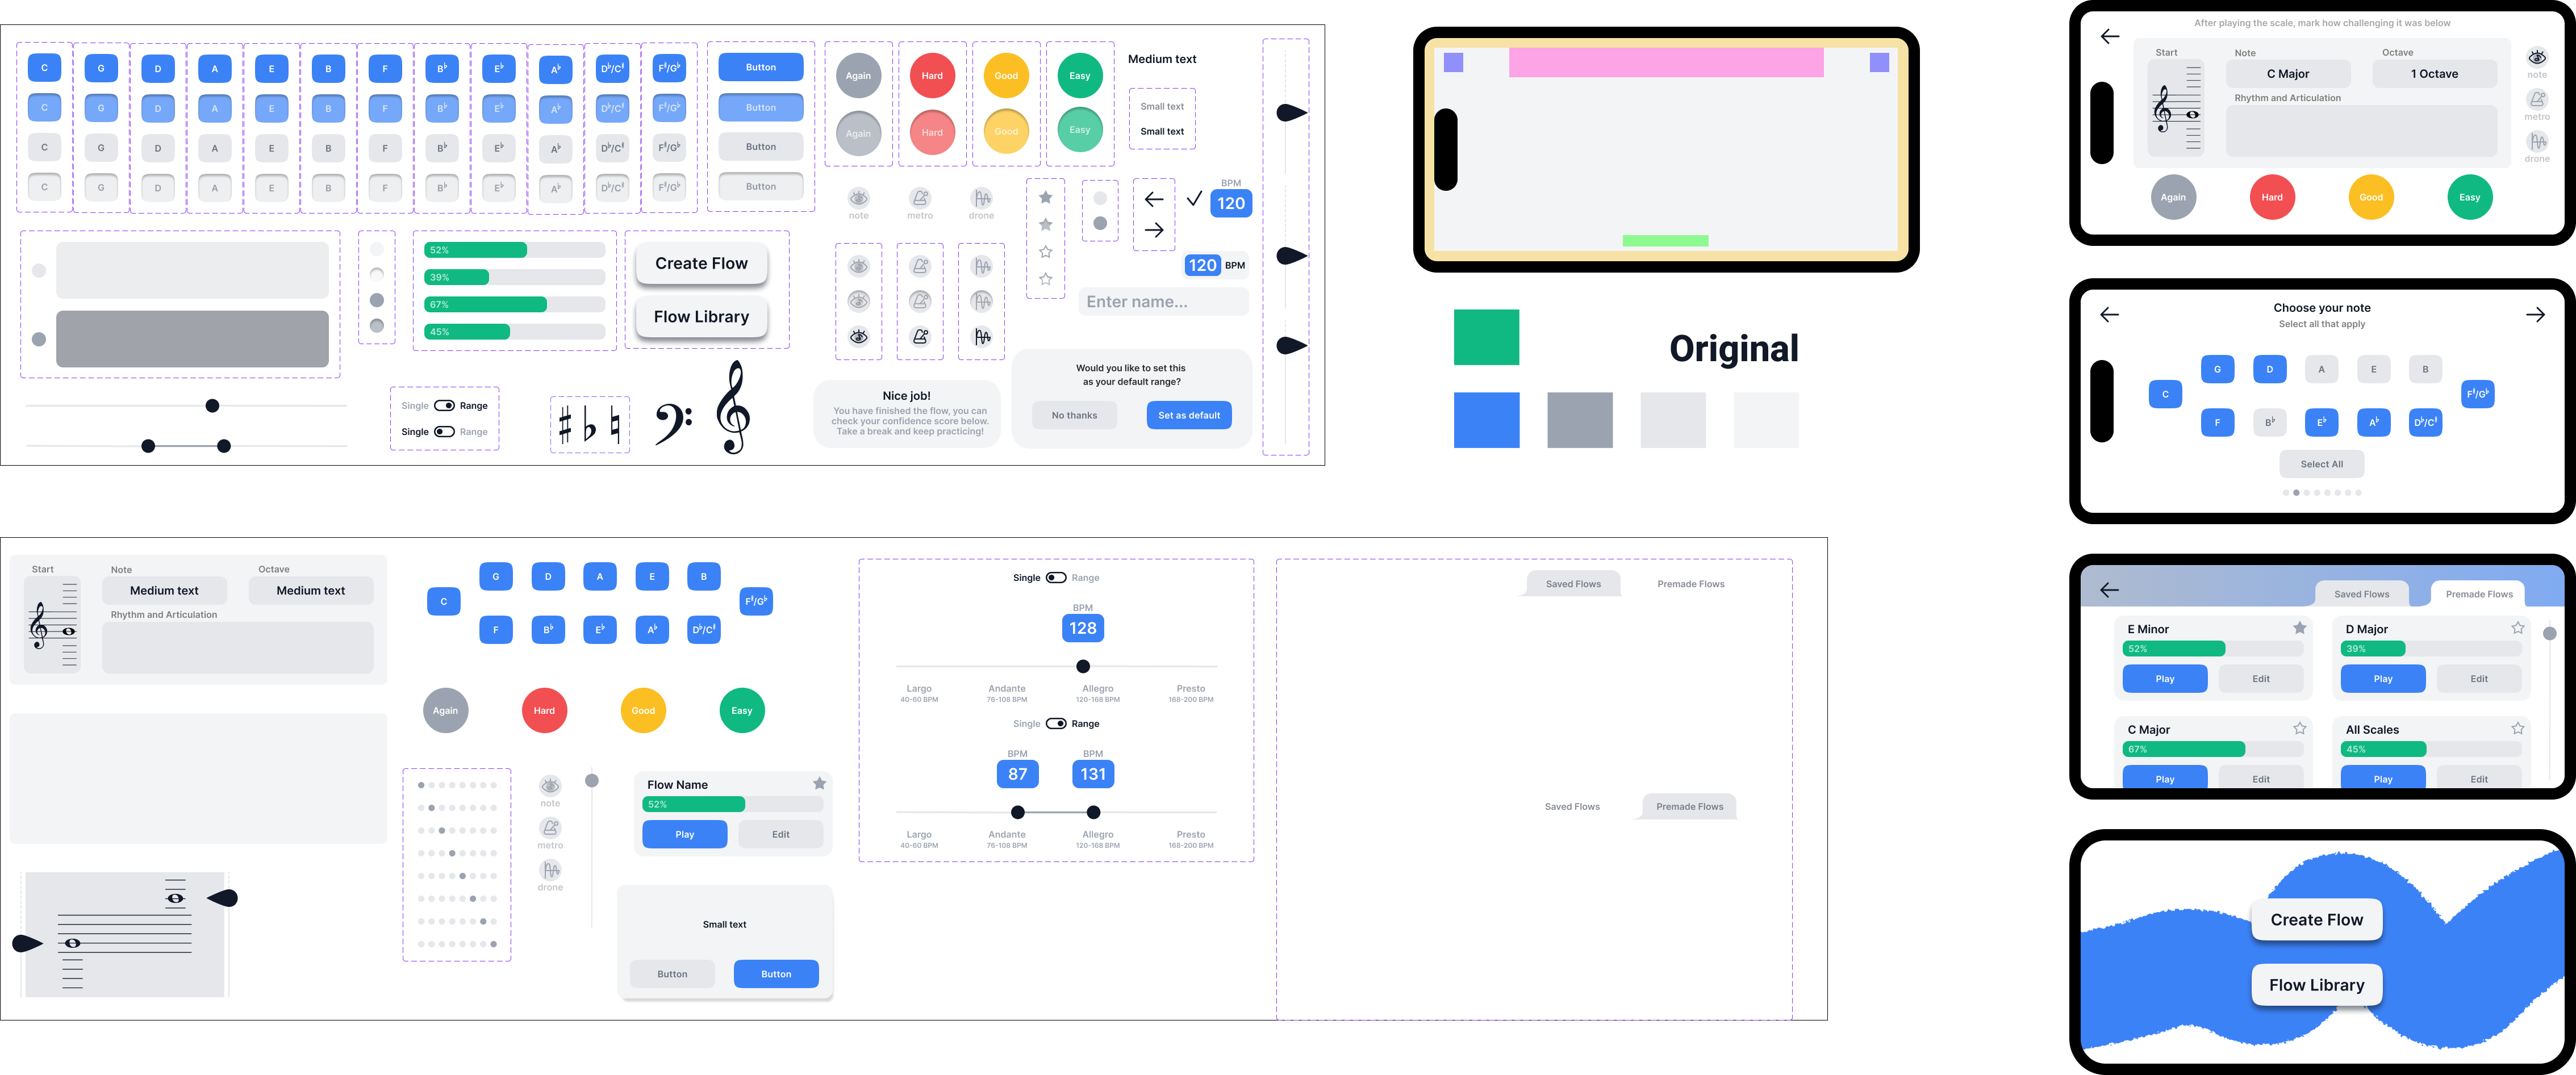 C G D A E B F B♭ E♭ A♭ D♭/C♯ F♯/G♭ Button
C G D A E B F B♭ E♭ A♭ D♭/C♯ F♯/G♭ Button
C G D A E B F B♭ E♭ A♭ D♭/C♯ F♯/G♭ Button
C G D A E B F B♭ E♭ A♭ D♭/C♯ F♯/G♭ Button
Again Hard Good Easy
Again Hard Good Easy
Medium text
Small text
Small text
note metro drone
BPM
120
120 BPM
Enter name...
52%
39%
67%
45%
Create Flow
Flow Library
Single Range
Single Range
Nice job!
You have finished the flow, you can
check your confidence score below.
Take a break and keep practicing!
Would you like to set this
as your default range?
No thanks Set as default
Original
Start Note Octave
Medium text Medium text
Rhythm and Articulation
G D A E B
C F♯/G♭
F B♭ E♭ A♭ D♭/C♯
Again Hard Good Easy
note
metro
drone
Flow Name
52%
Play Edit
Small text
Button Button
Single Range
BPM
128
Largo Andante Allegro Presto
40-60 BPM 76-108 BPM 120-168 BPM 168-200 BPM
Single Range
BPM BPM
87 131
Largo Andante Allegro Presto
40-60 BPM 76-108 BPM 120-168 BPM 168-200 BPM
Saved Flows Premade Flows
Saved Flows Premade Flows
After playing the scale, mark how challenging it was below
Start Note Octave
C Major 1 Octave
Rhythm and Articulation
note
metro
drone
Again Hard Good Easy
Choose your note
Select all that apply
G D A E B
C F♯/G♭
F B♭ E♭ A♭ D♭/C♯
Select All
Saved Flows Premade Flows
E Minor D Major
52% 39%
Play Edit Play Edit
C Major All Scales
67% 45%
Play Edit Play Edit
Create Flow
Flow Library